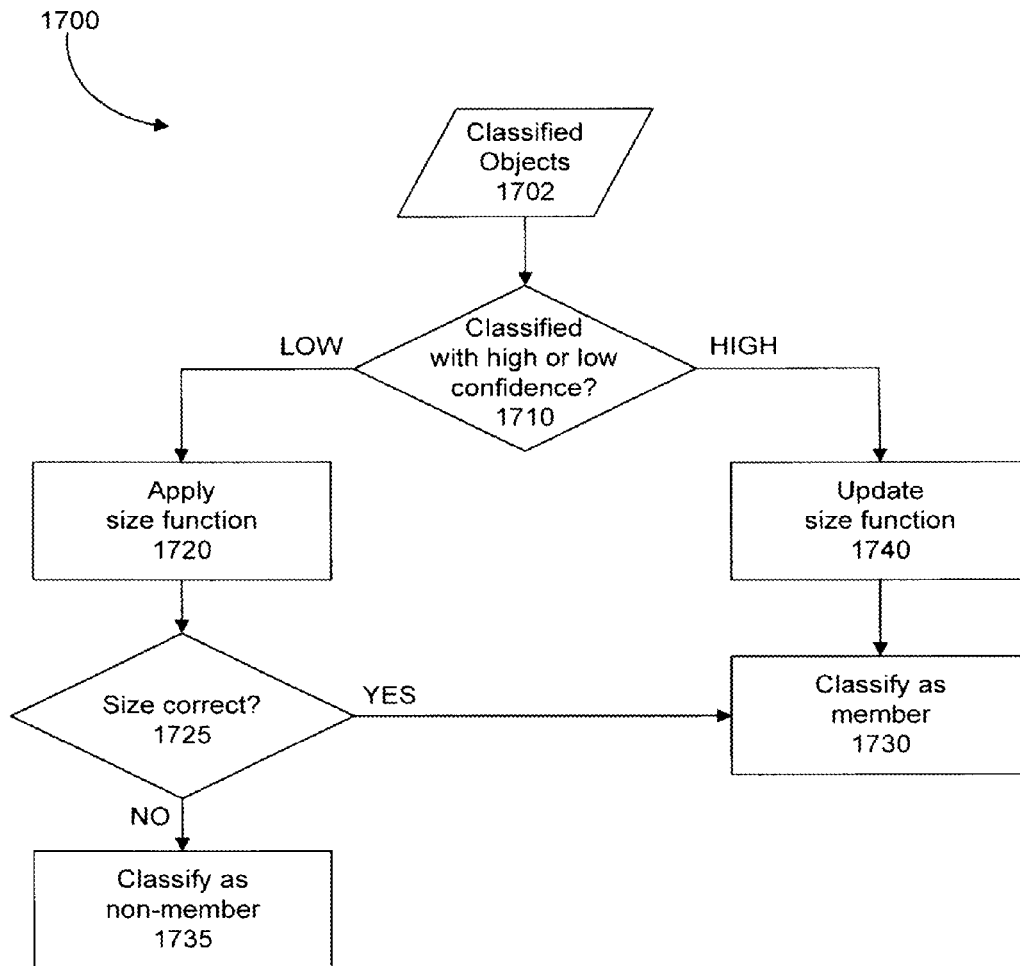 1700
Classified
Objects
1702
Classified
with high or low
confidence?
1710
LOW
HIGH
Apply
size function
1720
Update
size function
1740
Size correct?
1725
YES
Classify as
member
1730
NO
Classify as
non-member
1735